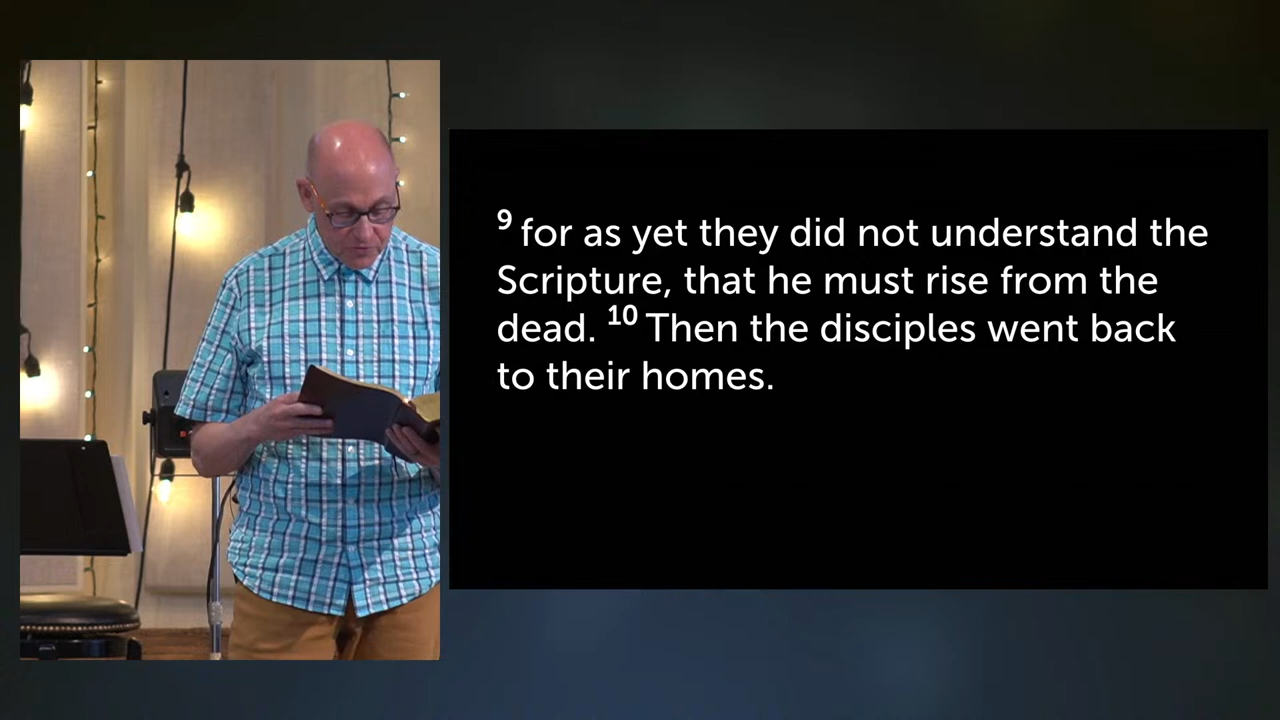 9 for as yet they did not understand the
Scripture, that he must rise from the
dead. 10 Then the disciples went back
to their homes.